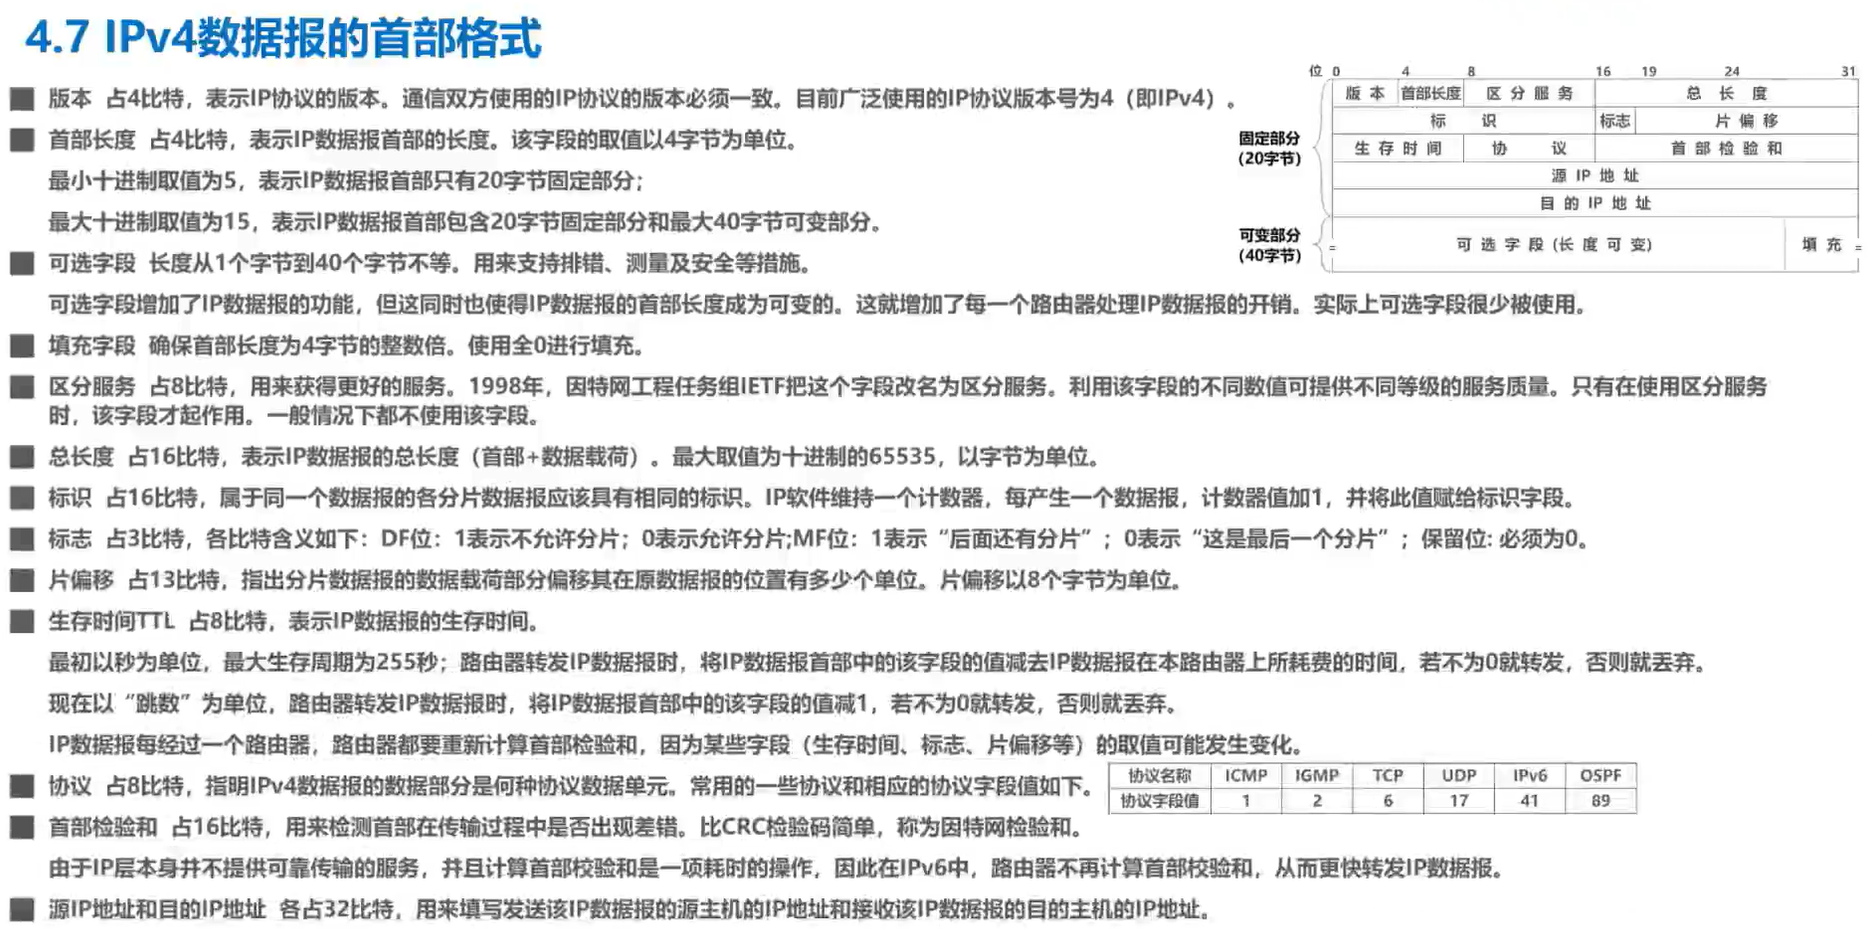 4.7 IPv4数据报的首部格式
位 0 4 8 16 19 24 31
版 本 首部长度 区 分 服 务 总 长 度
标 识 标志 片 偏 移
生 存 时 间 协 议 首 部 检 验 和
源 IP 地 址
目 的 IP 地 址
可 选 字 段 (长 度 可 变) 填 充
固定部分
(20字节)
可变部分
(40字节)
版本 占4比特，表示IP协议的版本。通信双方使用的IP协议的版本必须一致。目前广泛使用的IP协议版本号为4（即IPv4）。
首部长度 占4比特，表示IP数据报首部的长度。该字段的取值以4字节为单位。
最小十进制取值为5，表示IP数据报首部只有20字节固定部分；
最大十进制取值为15，表示IP数据报首部包含20字节固定部分和最大40字节可变部分。
可选字段 长度从1个字节到40个字节不等。用来支持排错、测量及安全等措施。
可选字段增加了IP数据报的功能，但这同时也使得IP数据报的首部长度成为可变的。这就增加了每一个路由器处理IP数据报的开销。实际上可选字段很少被使用。
填充字段 确保首部长度为4字节的整数倍。使用全0进行填充。
区分服务 占8比特，用来获得更好的服务。1998年，因特网工程任务组IETF把这个字段改名为区分服务。利用该字段的不同数值可提供不同等级的服务质量。只有在使用区分服务
时，该字段才起作用。一般情况下都不使用该字段。
总长度 占16比特，表示IP数据报的总长度（首部+数据载荷）。最大取值为十进制的65535，以字节为单位。
标识 占16比特，属于同一个数据报的各分片数据报应该具有相同的标识。IP软件维持一个计数器，每产生一个数据报，计数器值加1，并将此值赋给标识字段。
标志 占3比特，各比特含义如下：DF位：1表示不允许分片；0表示允许分片;MF位：1表示“后面还有分片”；0表示“这是最后一个分片”；保留位: 必须为0。
片偏移 占13比特，指出分片数据报的数据载荷部分偏移其在原数据报的位置有多少个单位。片偏移以8个字节为单位。
生存时间TTL 占8比特，表示IP数据报的生存时间。
最初以秒为单位，最大生存周期为255秒；路由器转发IP数据报时，将IP数据报首部中的该字段的值减去IP数据报在本路由器上所耗费的时间，若不为0就转发，否则就丢弃。
现在以“跳数”为单位，路由器转发IP数据报时，将IP数据报首部中的该字段的值减1，若不为0就转发，否则就丢弃。
IP数据报每经过一个路由器，路由器都要重新计算首部检验和，因为某些字段（生存时间、标志、片偏移等）的取值可能发生变化。
协议 占8比特，指明IPv4数据报的数据部分是何种协议数据单元。常用的一些协议和相应的协议字段值如下。
协议名称 ICMP IGMP TCP UDP IPv6 OSPF
协议字段值 1 2 6 17 41 89
首部检验和 占16比特，用来检测首部在传输过程中是否出现差错。比CRC检验码简单，称为因特网检验和。
由于IP层本身并不提供可靠传输的服务，并且计算首部校验和是一项耗时的操作，因此在IPv6中，路由器不再计算首部校验和，从而更快转发IP数据报。
源IP地址和目的IP地址 各占32比特，用来填写发送该IP数据报的源主机的IP地址和接收该IP数据报的目的主机的IP地址。